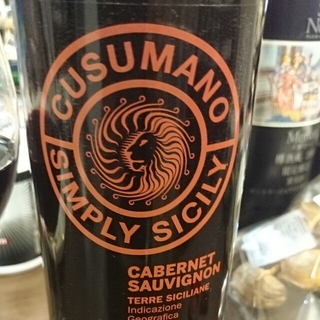 CUSUMANO
SIMPLY SICILY
CABERNET
SAUVIGNON
TERRE SICILIANE
Indicazione
Geografica